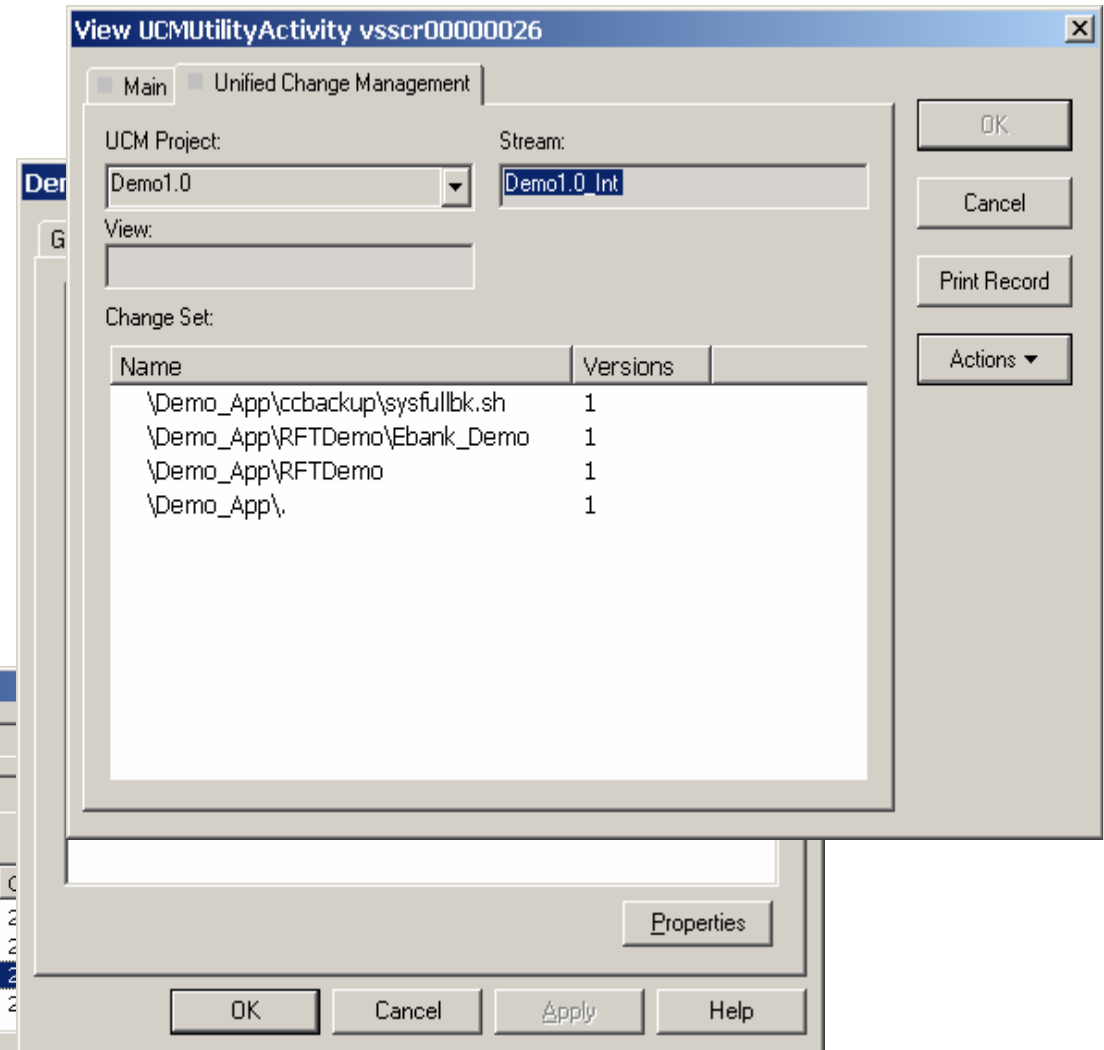 View UCMUtilityActivity vsscr00000026
Main Unified Change Management
OK
UCM Project: Stream:
Demo1.0 Demo1.0_Int
Cancel
View:
Print Record
Change Set:
Actions
Name Versions
\Demo_App\ccbackup\sysfullbk.sh 1
\Demo_App\RFTDemo\Ebank_Demo 1
\Demo_App\RFTDemo 1
\Demo_App\. 1
Properties
OK Cancel Apply Help